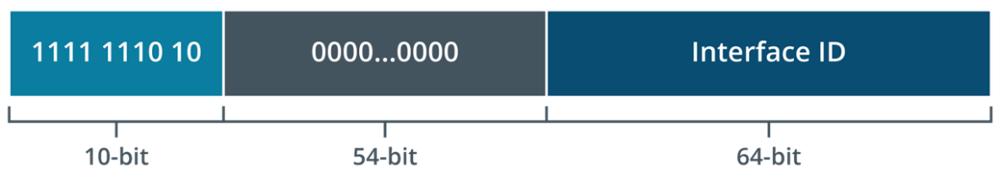 1111 1110 10 0000...0000 Interface ID
10-bit 54-bit 64-bit